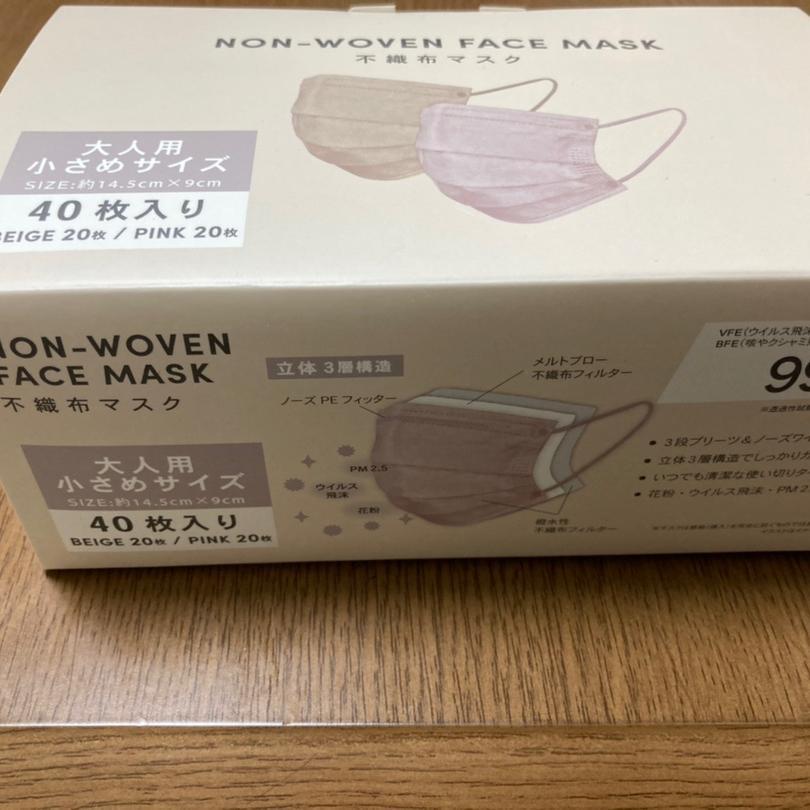 NON-WOVEN FACE MASK
不織布マスク
大人用
小さめサイズ
SIZE:約14.5cm×9cm
40枚入り
BEIGE 20枚 / PINK 20枚
NON-WOVEN
FACE MASK
不織布マスク
大人用
小さめサイズ
SIZE:約14.5cm×9cm
40枚入り
BEIGE 20枚 / PINK 20枚
立体3層構造
ノーズPEフィッター
メルトブロー
不織布フィルター
PM2.5
ウイルス
飛沫
花粉
撥水性
不織布フィルター
VFE(ウイルス飛沫
BFE(咳やクシャミ
99
• 3段プリーツ&ノーズワ
• 立体3層構造でしっかりガ
• いつでも清潔な使い切りタ
• 花粉・ウイルス飛沫・PM2